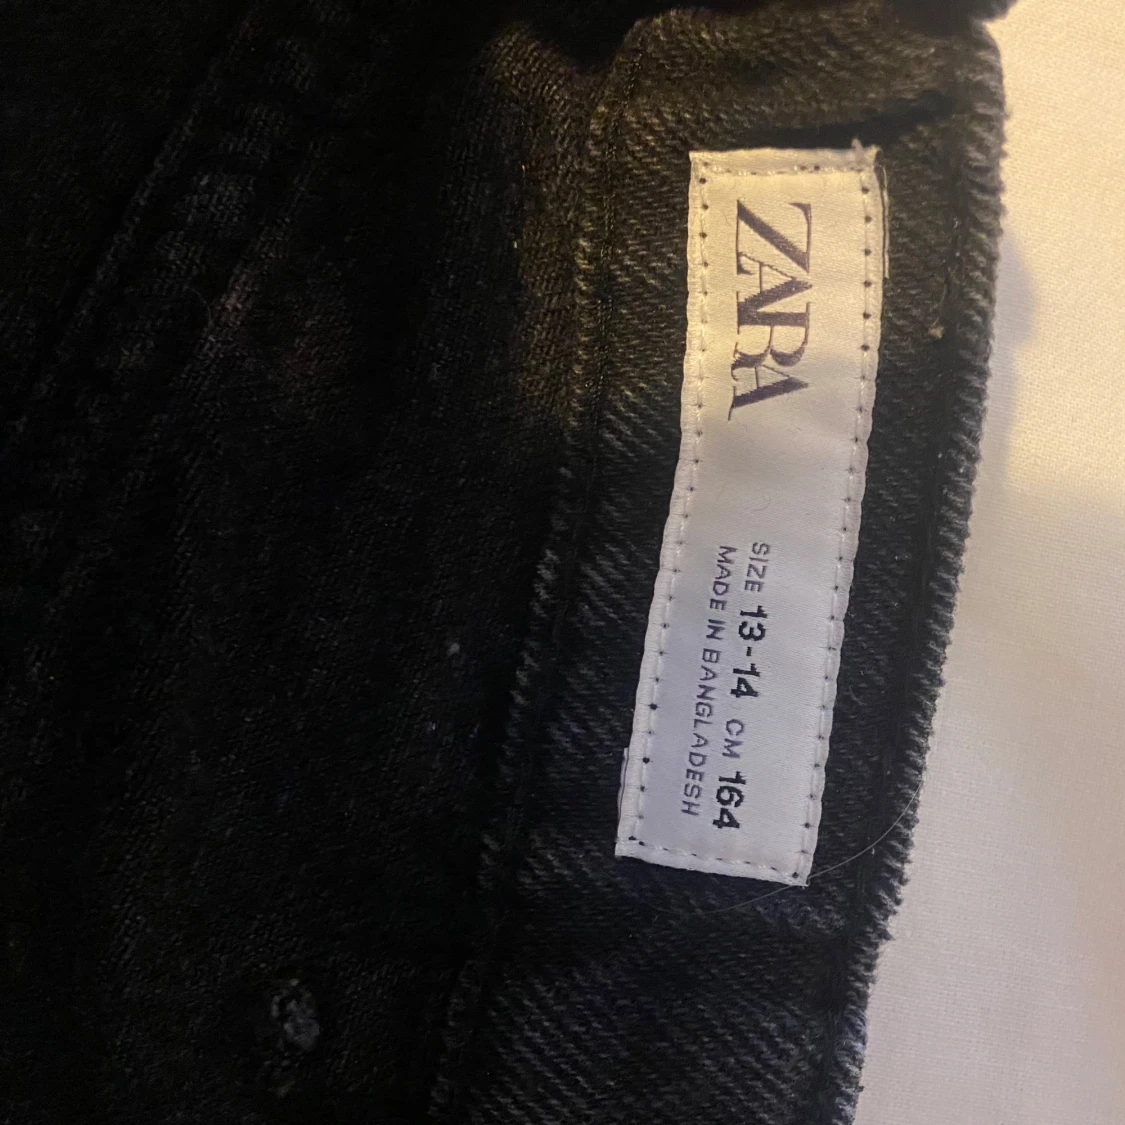 ZARA
SIZE 13-14 CM 164
MADE IN BANGLADESH